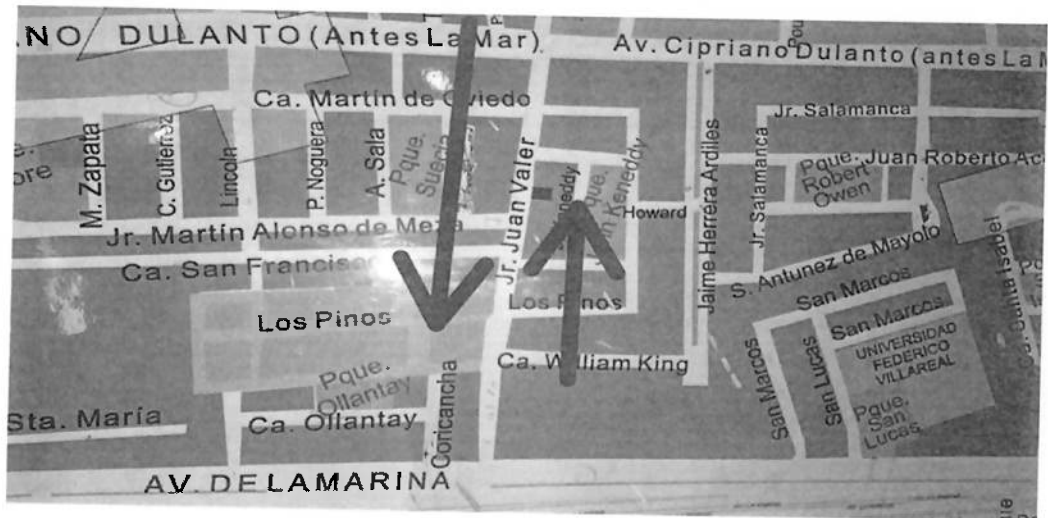 .NO / DULANTO (Antes La Mar)
Av. Cipriano Dulanto (antes La M
Ca. Martín de Oviedo
Jr. Salamanca
M. Zapata
C. Gutierrez
Lincoln
P. Noguera
A. Sala
Pque.
Suecia
Jr. Juan Valer
Pque.
Keneddy
Howard
Jaime Herrera Ardiles
Jr. Salamanca
Pque. Juan Roberto Ac
Robert
Owen
Jr. Martín Alonso de Meza
Ca. San Francisco
S. Antunez de Mayolo
Los Pinos
Los Pinos
San Marcos
San Marcos
UNIVERSIDAD
FEDERICO
VILLAREAL
Ca. William King
San Marcos
San Lucas
Pque.
San
Lucas
Pque.
Ollantay
Sta. María
Ca. Ollantay
Coricancha
AV. DE LA MARINA